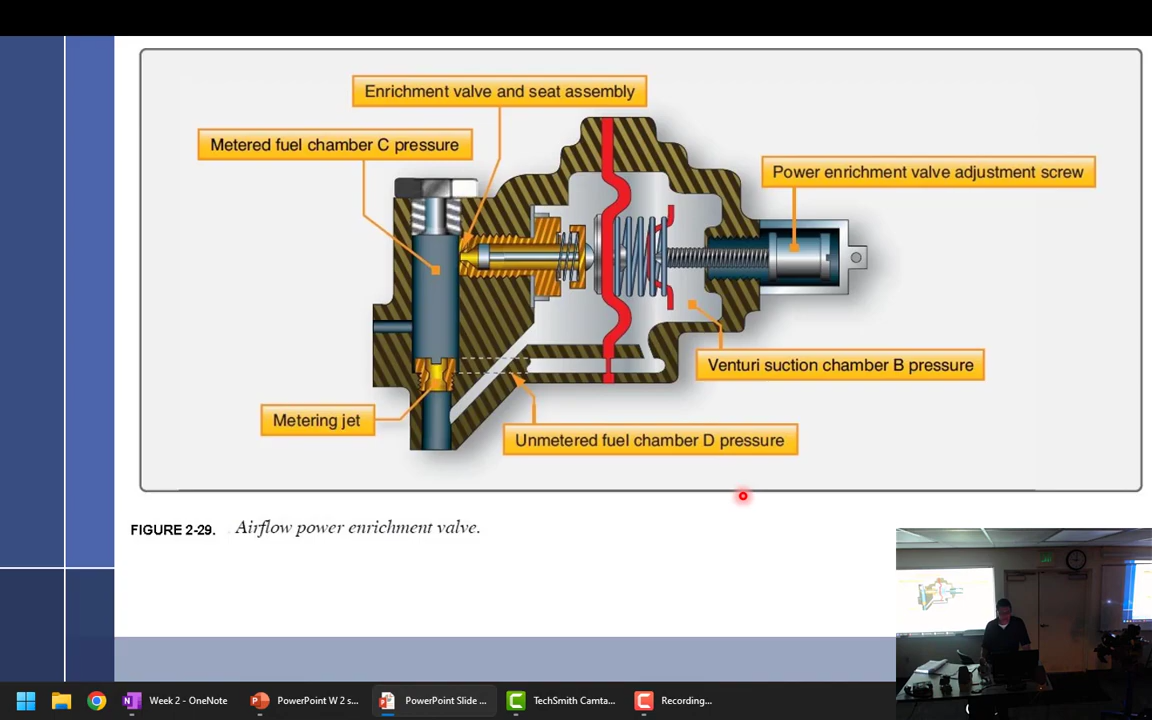 Enrichment valve and seat assembly
Metered fuel chamber C pressure
Power enrichment valve adjustment screw
Venturi suction chamber B pressure
Metering jet
Unmetered fuel chamber D pressure
FIGURE 2-29. Airflow power enrichment valve.
Week 2 - OneNote
PowerPoint W 2 s...
PowerPoint Slide ...
TechSmith Camta...
Recording...